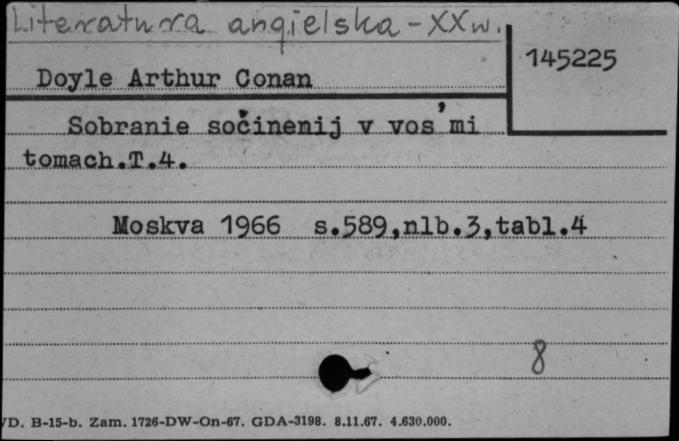 Literatura angielska - XX w.
145225
Doyle Arthur Conan
Sobranie sočinenij v vos'mi
tomach.T.4.
Moskva 1966 s.589,nlb.3,tabl.4
8
VD. B-15-b. Zam. 1726-DW-On-67. GDA-3198. 8.11.67. 4.630.000.